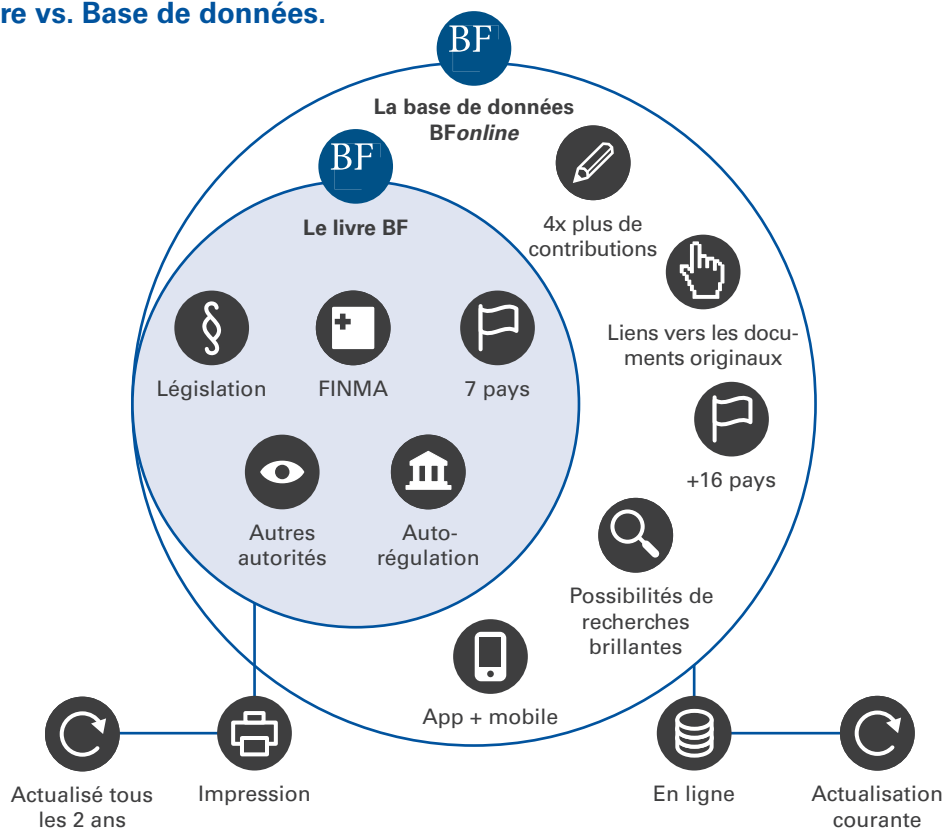 re vs. Base de données.
BF
La base de données
BFonline
BF
Le livre BF
4x plus de
contributions
Liens vers les docu-
ments originaux
§
Législation
FINMA
7 pays
+16 pays
Autres
autorités
Auto-
régulation
Possibilités de
recherches
brillantes
App + mobile
Actualisé tous
les 2 ans
Impression
En ligne
Actualisation
courante